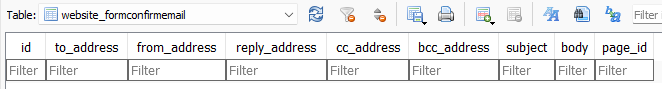 Table: website_formconfirmemail
id to_address from_address reply_address cc_address bcc_address subject body page_id
Filter Filter Filter Filter Filter Filter Filter Filter Filter